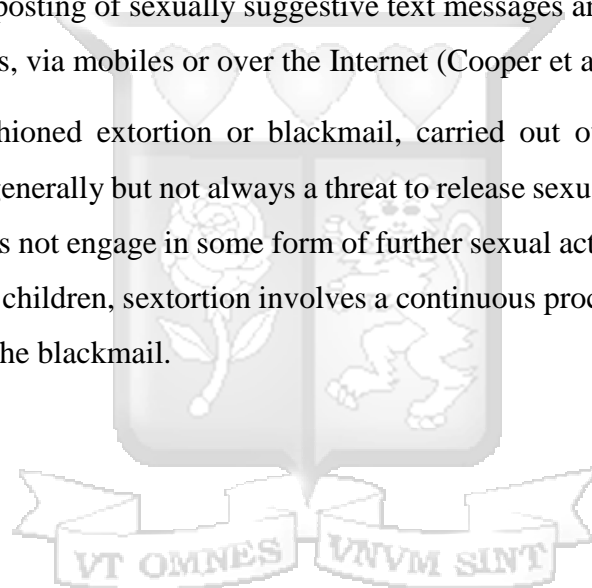 posting of sexually suggestive text messages an
s, via mobiles or over the Internet (Cooper et a
hioned extortion or blackmail, carried out o
generally but not always a threat to release sexu
s not engage in some form of further sexual act
children, sextortion involves a continuous proc
he blackmail.
VT OMNES VNVM SINT